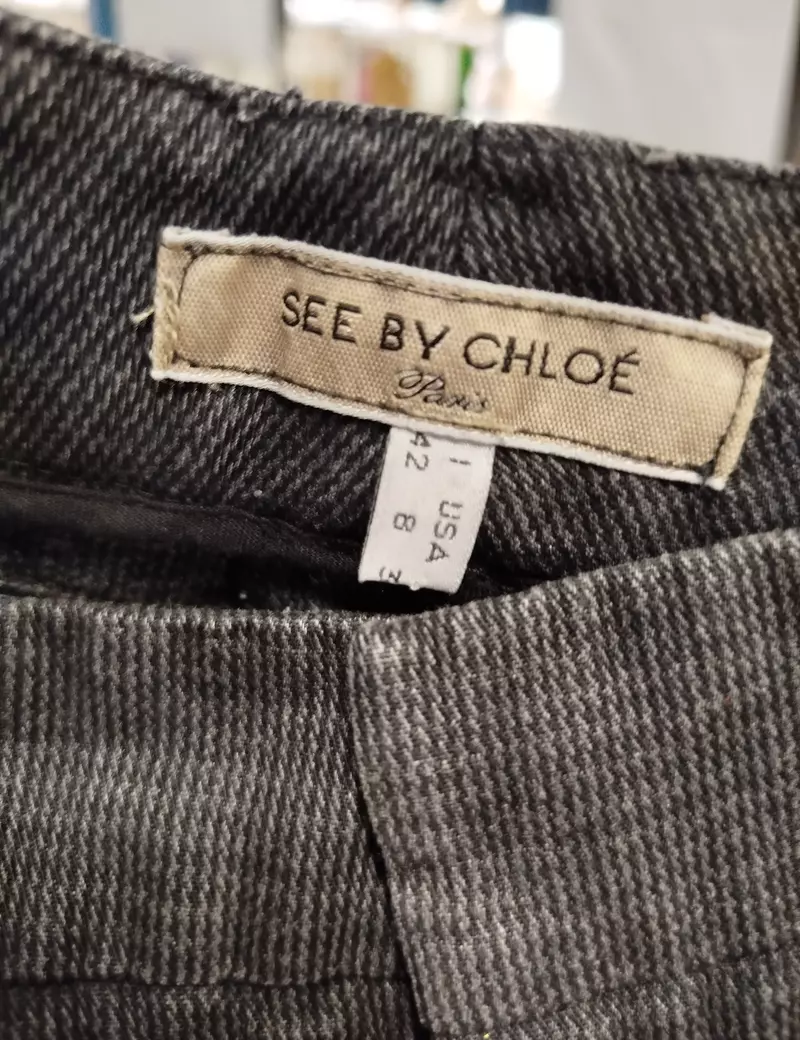 SEE BY CHLOÉ
Paris
I USA
42 8